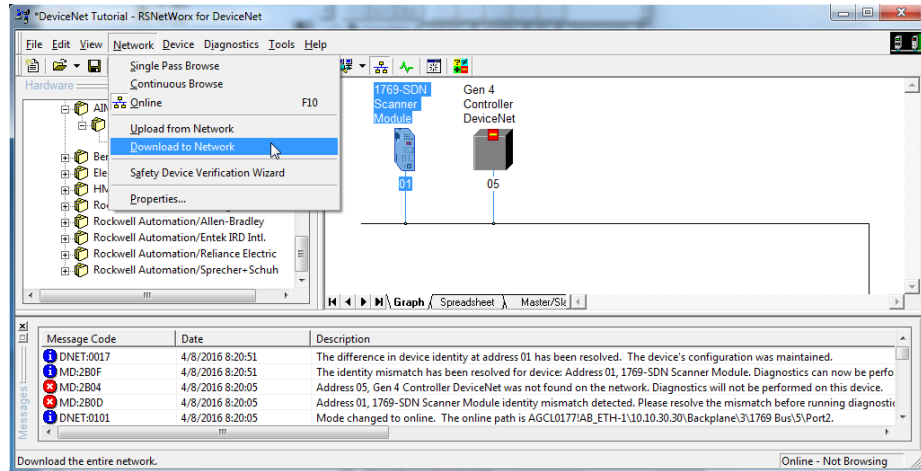 *DeviceNet Tutorial - RSNetWorx for DeviceNet
File Edit View Network Device Diagnostics Tools Help
Single Pass Browse
Continuous Browse
Online F10
Upload from Network
Download to Network
Safety Device Verification Wizard
Properties...
Hardware
Rockwell Automation/Allen-Bradley
Rockwell Automation/Entek IRD Intl.
Rockwell Automation/Reliance Electric
Rockwell Automation/Sprecher+Schuh
1769-SDN
Scanner
Module
01
Gen 4
Controller
DeviceNet
05
Graph Spreadsheet Master/Sla
Messages
Message Code Date Description
DNET:0017 4/8/2016 8:20:51 The difference in device identity at address 01 has been resolved. The device's configuration was maintained.
MD:2B0F 4/8/2016 8:20:51 The identity mismatch has been resolved for device: Address 01, 1769-SDN Scanner Module. Diagnostics can now be perfo
MD:2B04 4/8/2016 8:20:05 Address 05, Gen 4 Controller DeviceNet was not found on the network. Diagnostics will not be performed on this device.
MD:2B0D 4/8/2016 8:20:05 Address 01, 1769-SDN Scanner Module identity mismatch detected. Please resolve the mismatch before running diagnostic
DNET:0101 4/8/2016 8:20:05 Mode changed to online. The online path is AGCL0177!AB_ETH-1\10.10.30.30\Backplane\3\1769 Bus\5\Port2.
Download the entire network. Online - Not Browsing